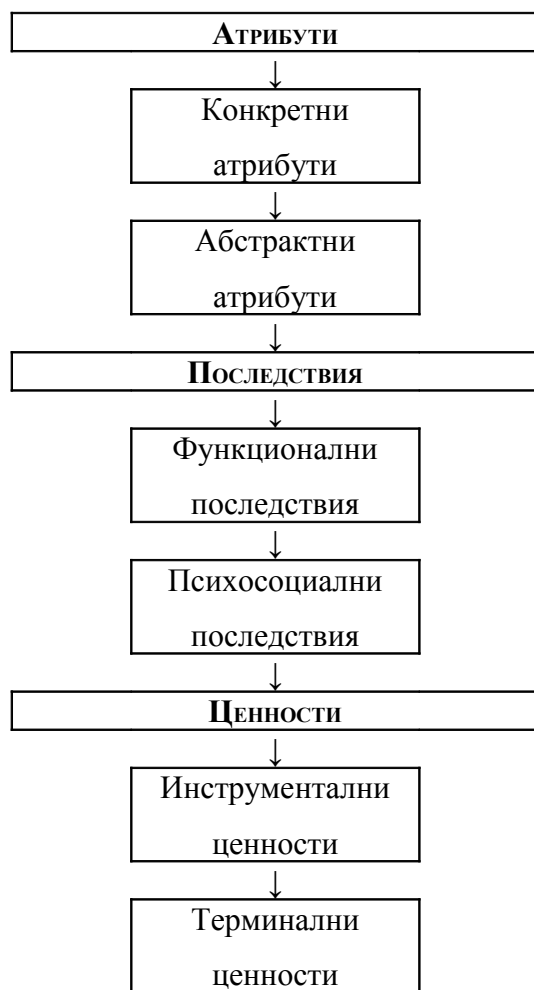 АТРИБУТИ
↓
Конкретни
атрибути
↓
Абстрактни
атрибути
↓
ПОСЛЕДСТВИЯ
↓
Функционални
последствия
↓
Психосоциални
последствия
↓
ЦЕННОСТИ
↓
Инструментални
ценности
↓
Терминални
ценности